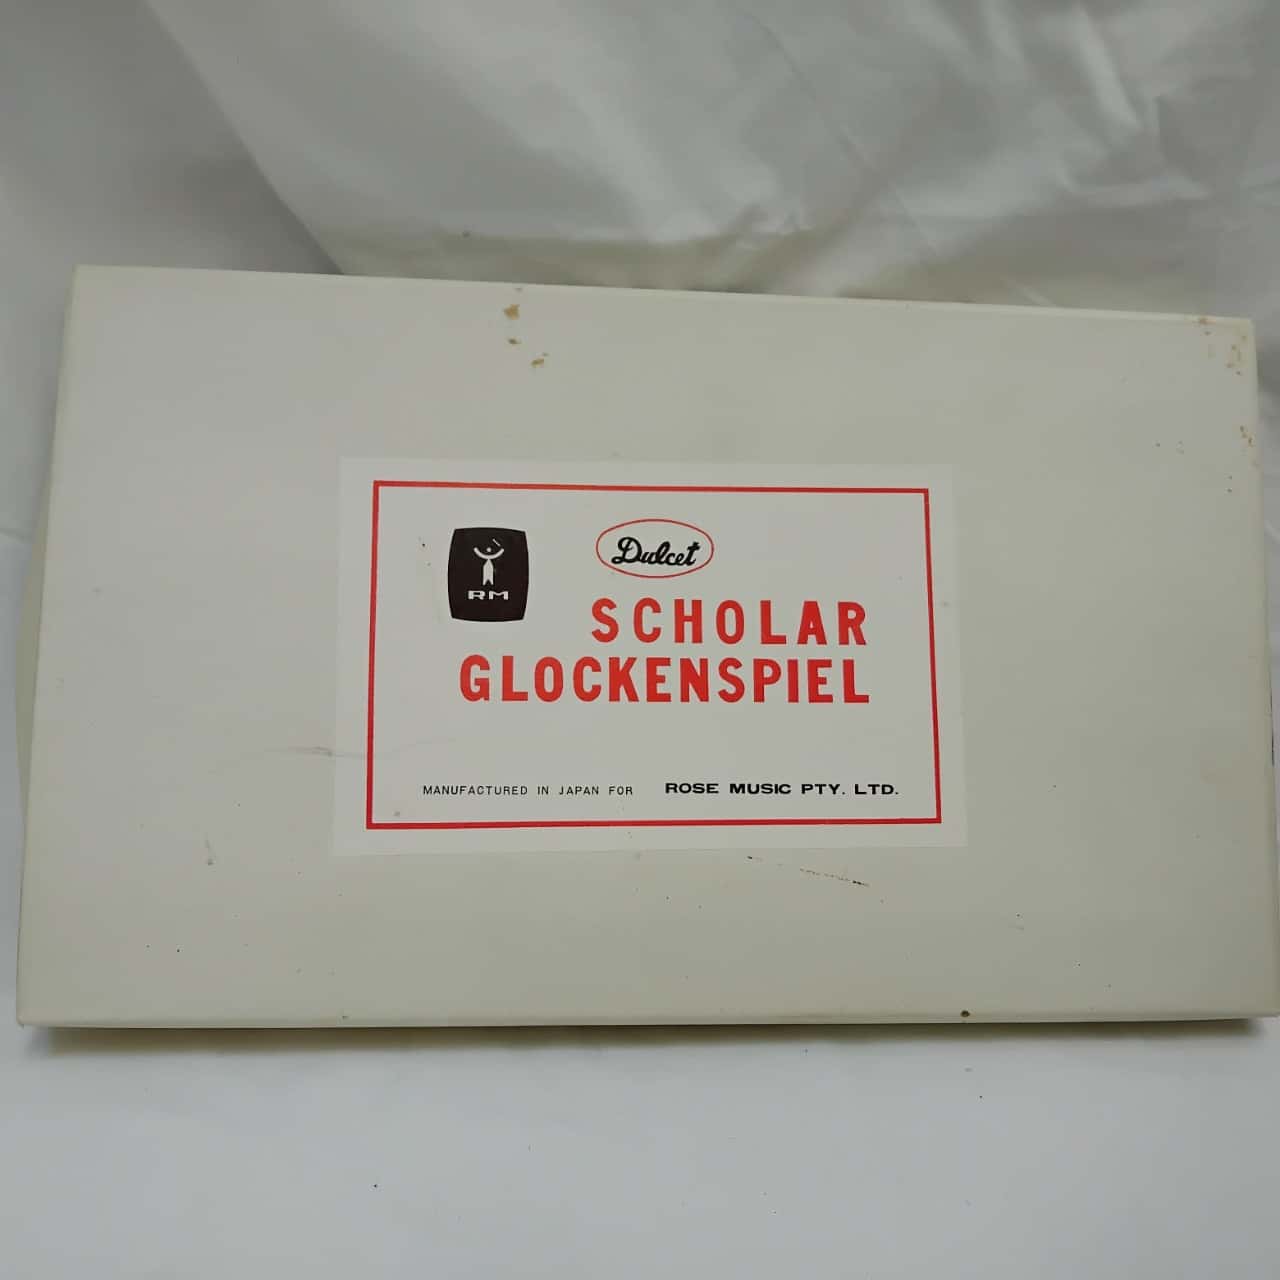 RM
Dulcet
SCHOLAR
GLOCKENSPIEL
MANUFACTURED IN JAPAN FOR ROSE MUSIC PTY. LTD.